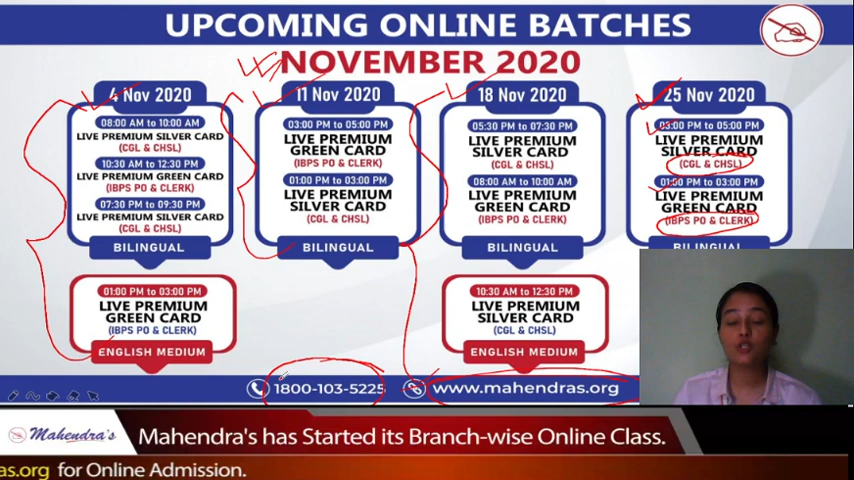 UPCOMING ONLINE BATCHES
NOVEMBER 2020
4 Nov 2020
08:00 AM to 10:00 AM
LIVE PREMIUM SILVER CARD
(CGL & CHSL)
10:30 AM to 12:30 PM
LIVE PREMIUM GREEN CARD
(IBPS PO & CLERK)
07:30 PM to 09:30 PM
LIVE PREMIUM SILVER CARD
(CGL & CHSL)
BILINGUAL
01:00 PM to 03:00 PM
LIVE PREMIUM
GREEN CARD
(IBPS PO & CLERK)
ENGLISH MEDIUM
11 Nov 2020
03:00 PM to 05:00 PM
LIVE PREMIUM
GREEN CARD
(IBPS PO & CLERK)
01:00 PM to 03:00 PM
LIVE PREMIUM
SILVER CARD
(CGL & CHSL)
BILINGUAL
18 Nov 2020
05:30 PM to 07:30 PM
LIVE PREMIUM
SILVER CARD
(CGL & CHSL)
08:00 AM to 10:00 AM
LIVE PREMIUM
GREEN CARD
(IBPS PO & CLERK)
BILINGUAL
10:30 AM to 12:30 PM
LIVE PREMIUM
SILVER CARD
(CGL & CHSL)
ENGLISH MEDIUM
25 Nov 2020
03:00 PM to 05:00 PM
LIVE PREMIUM
SILVER CARD
(CGL & CHSL)
01:00 PM to 03:00 PM
LIVE PREMIUM
GREEN CARD
(IBPS PO & CLERK)
BILINGUAL
1800-103-5225
www.mahendras.org
Mahendra's
Mahendra's has Started its Branch-wise Online Class.
as.org for Online Admission.